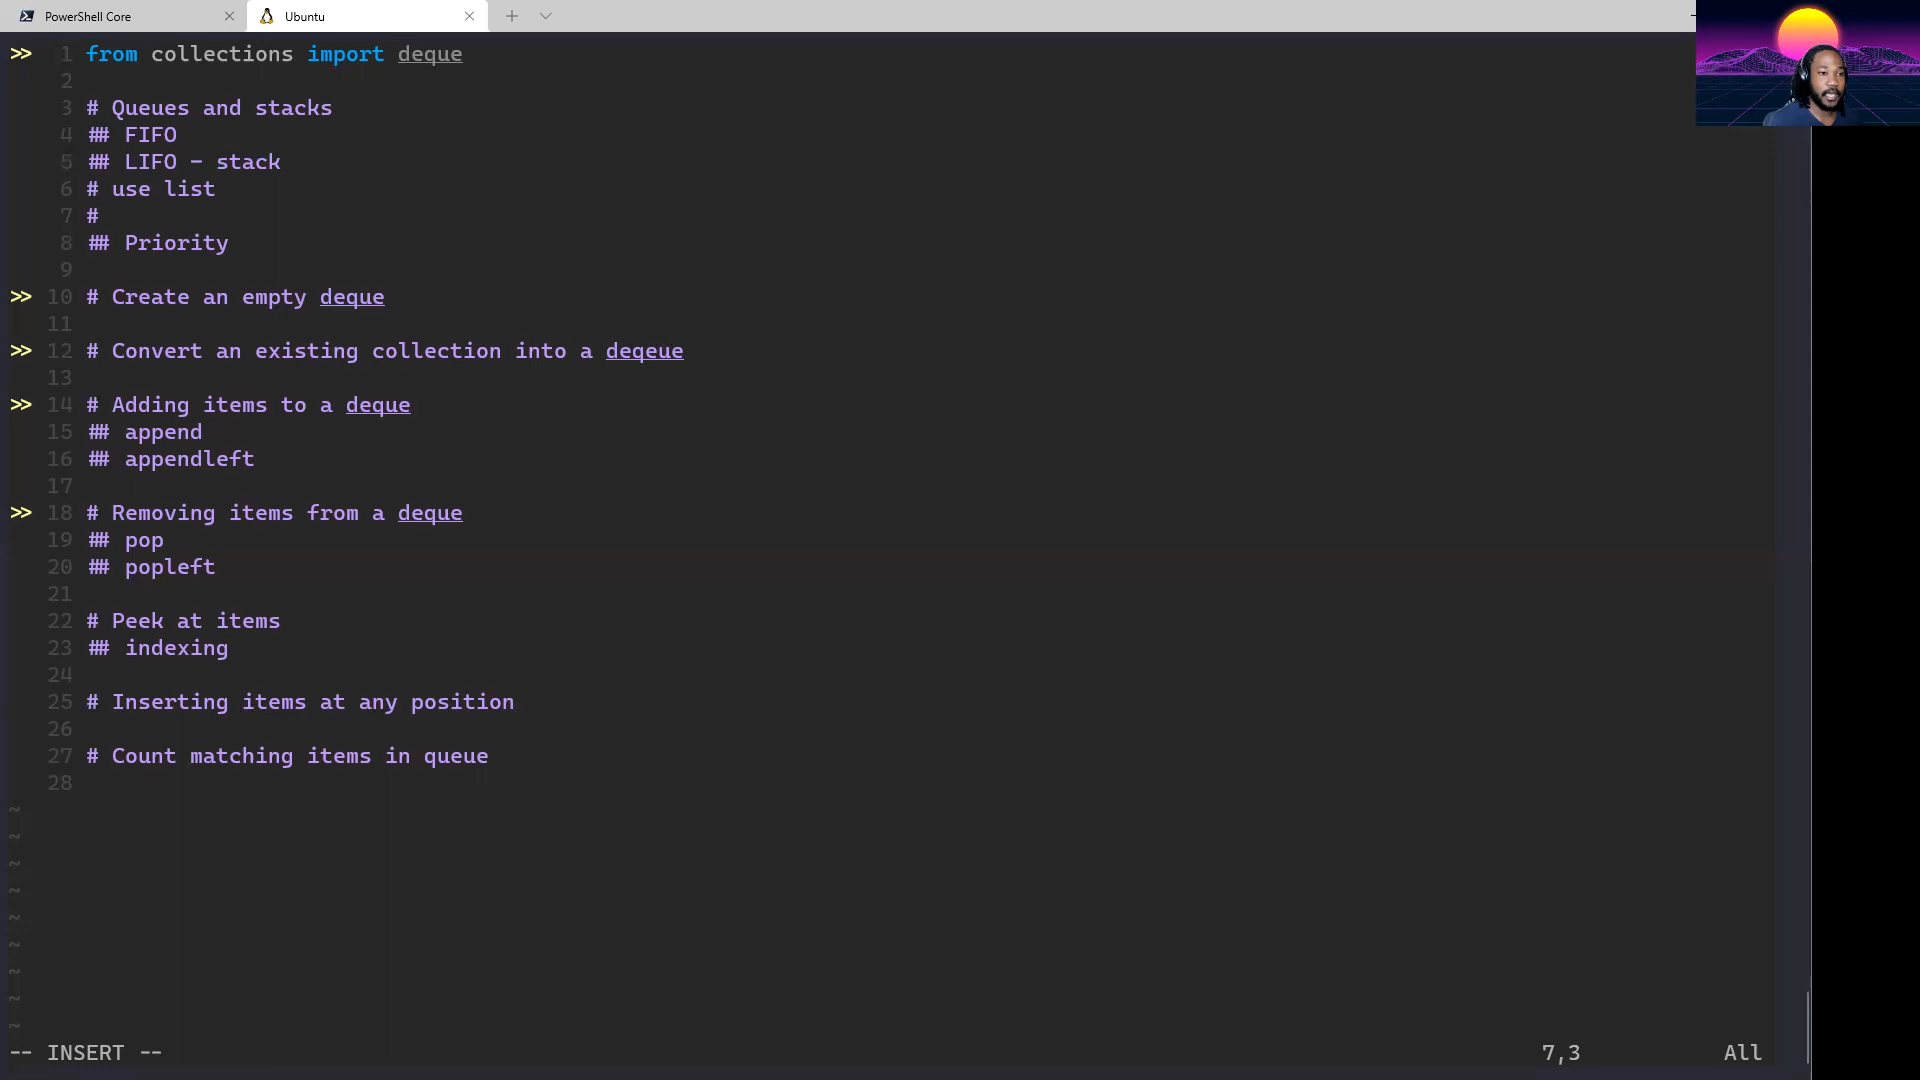 PowerShell Core
Ubuntu
>> 1 from collections import deque
2
3 # Queues and stacks
4 ## FIFO
5 ## LIFO - stack
6 # use list
7 #
8 ## Priority
9
>> 10 # Create an empty deque
11
>> 12 # Convert an existing collection into a deqeue
13
>> 14 # Adding items to a deque
15 ## append
16 ## appendleft
17
>> 18 # Removing items from a deque
19 ## pop
20 ## popleft
21
22 # Peek at items
23 ## indexing
24
25 # Inserting items at any position
26
27 # Count matching items in queue
28
~
~
~
~
~
~
~
~
~
-- INSERT -- 7,3 All